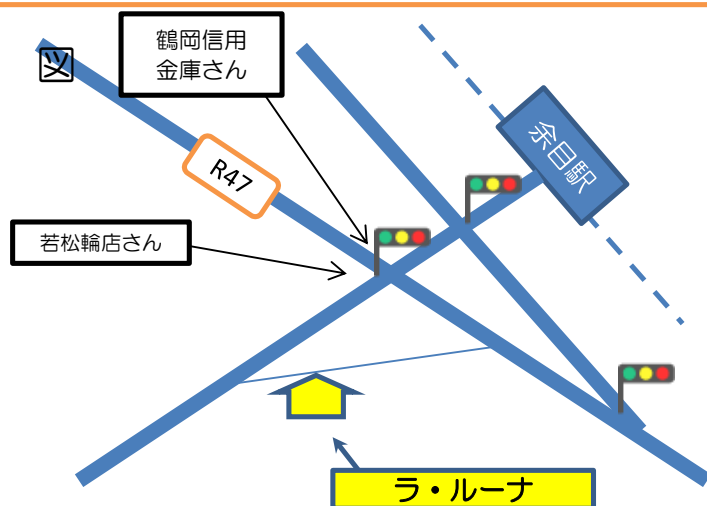 鶴岡信用
金庫さん
図
余目駅
R47
若松輪店さん
ラ・ルーナ